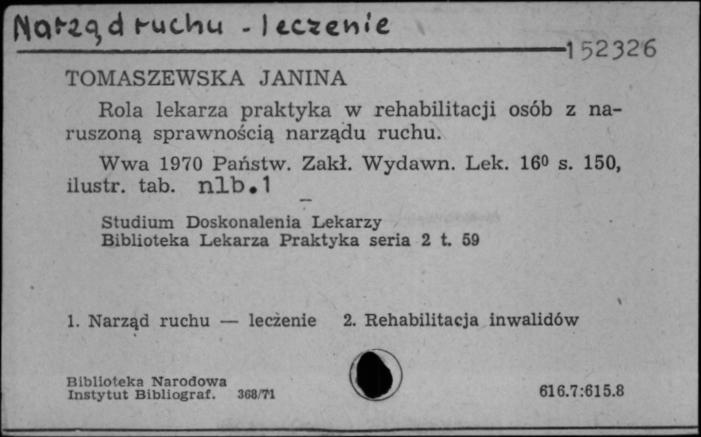 Narząd ruchu - leczenie
152326
TOMASZEWSKA JANINA
Rola lekarza praktyka w rehabilitacji osób z na-
ruszoną sprawnością narządu ruchu.
Wwa 1970 Państw. Zakł. Wydawn. Lek. 16⁰ s. 150,
ilustr. tab. nlb.1
Studium Doskonalenia Lekarzy
Biblioteka Lekarza Praktyka seria 2 t. 59
1. Narząd ruchu — leczenie 2. Rehabilitacja inwalidów
Biblioteka Narodowa
Instytut Bibliograf. 368/71
616.7:615.8